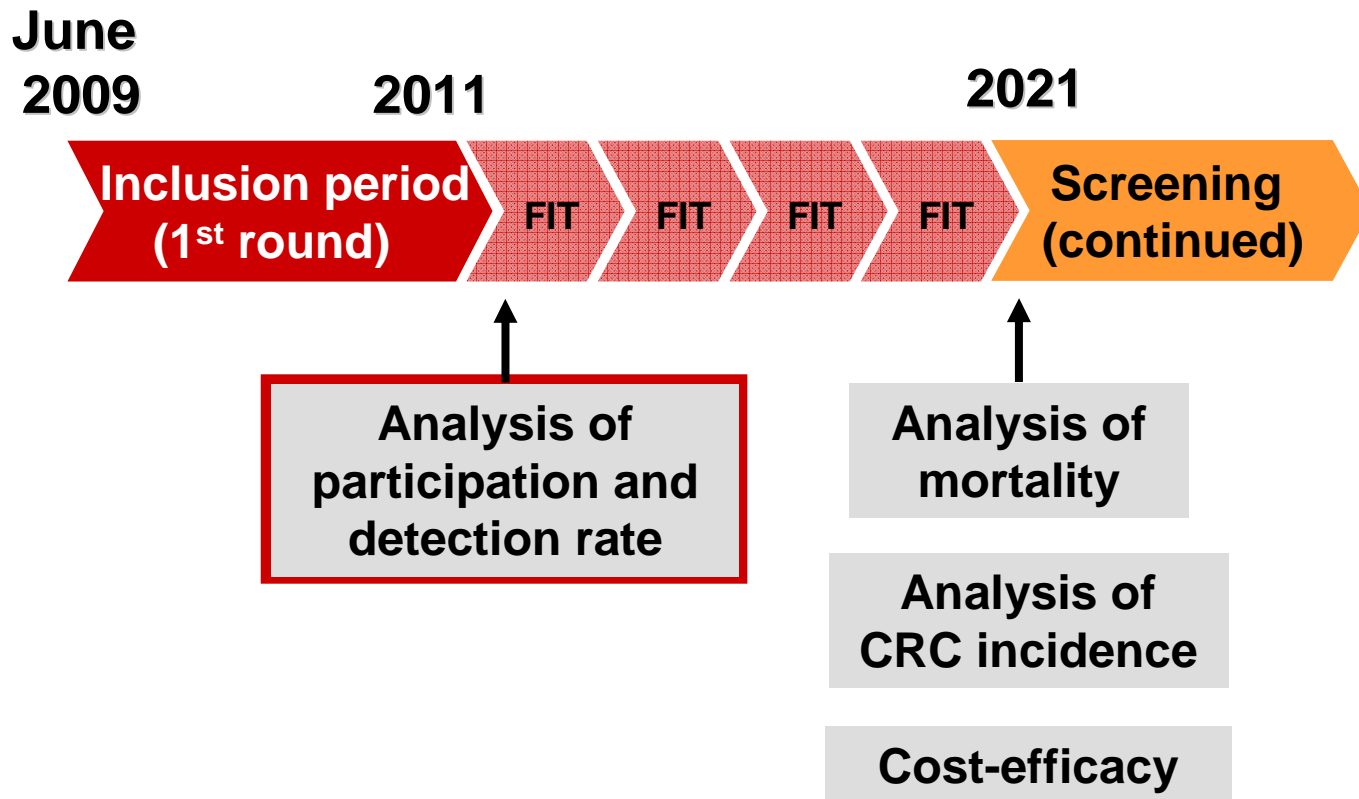 June
2009
2011
2021
Inclusion period
(1st round)
FIT
FIT
FIT
FIT
Screening
(continued)
Analysis of
participation and
detection rate
Analysis of
mortality
Analysis of
CRC incidence
Cost-efficacy